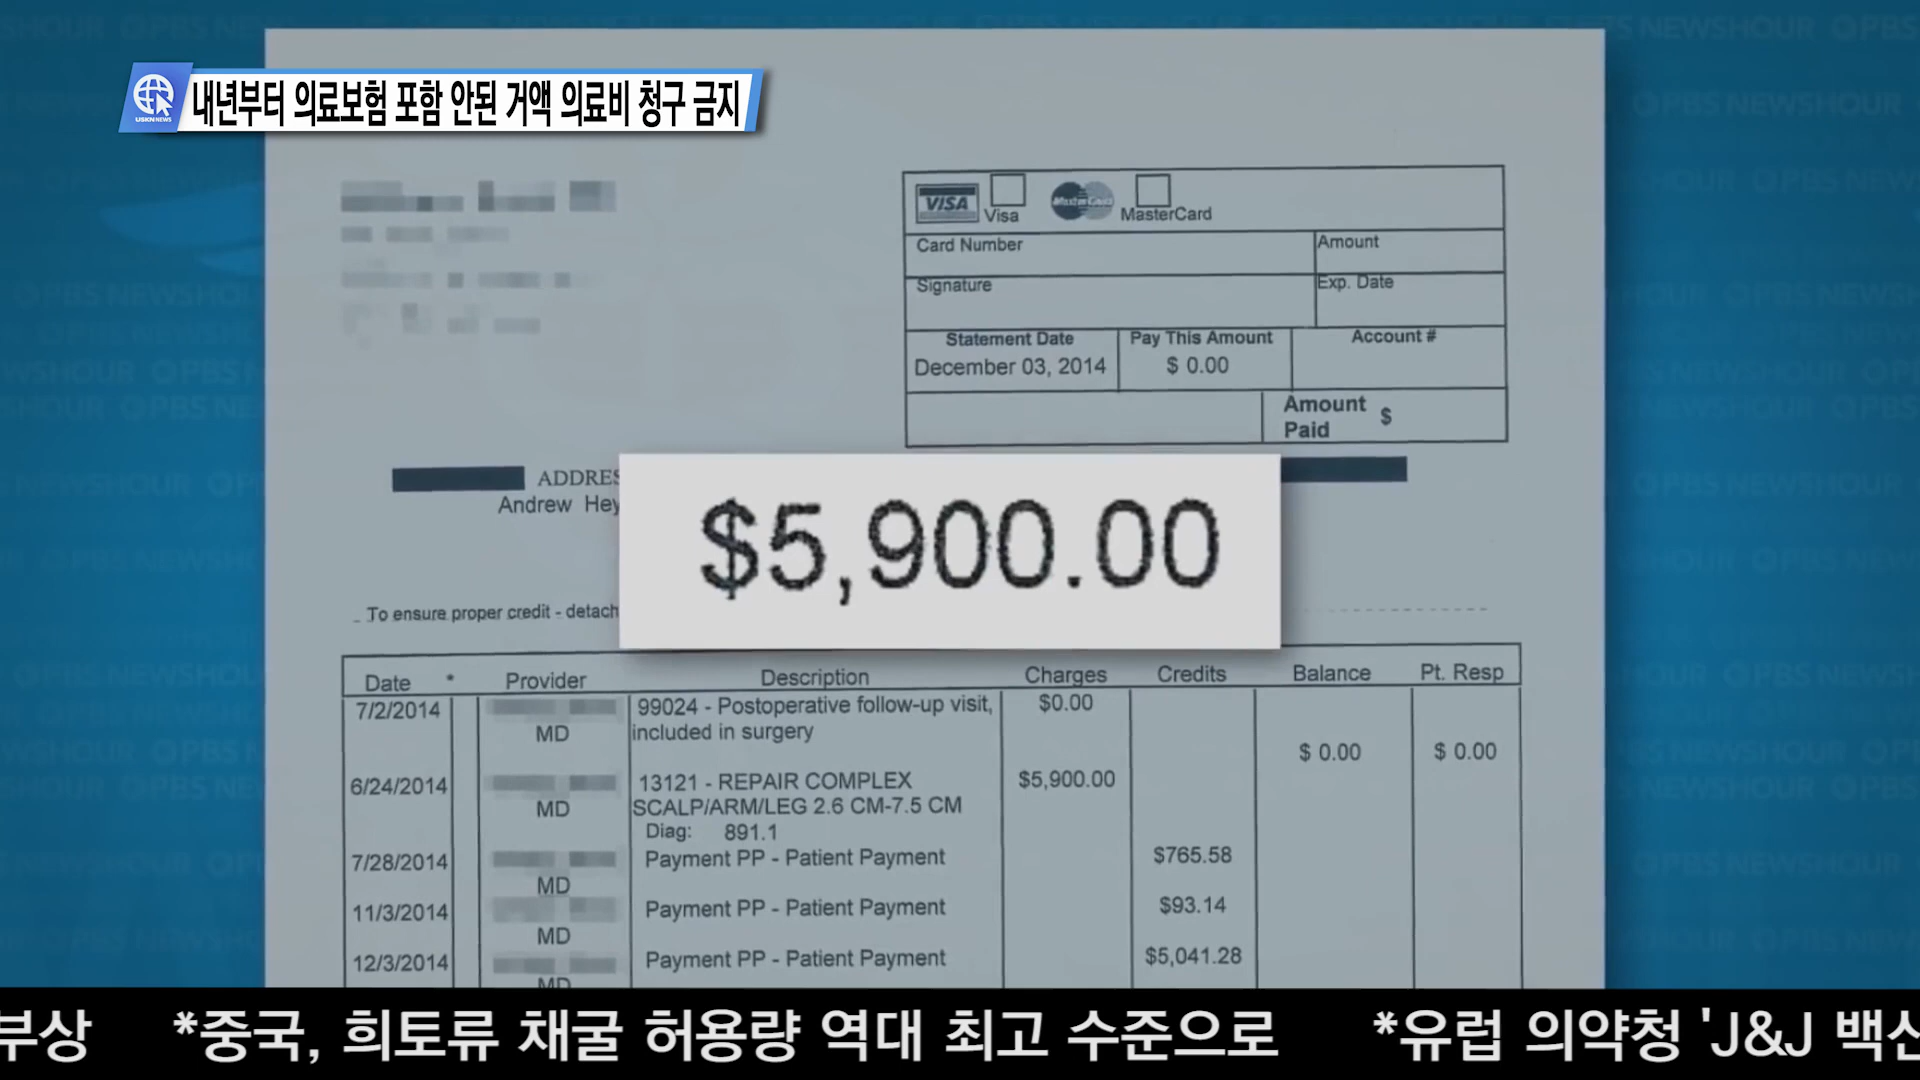 내년부터 의료보험 포함 안된 거액 의료비 청구 금지
USKN NEWS
VISA Visa MasterCard MasterCard
Card Number Amount
Signature Exp. Date
Statement Date Pay This Amount Account #
December 03, 2014 $ 0.00
Amount Paid $
Andrew
$5,900.00
To ensure proper credit - detach
Date * Provider Description Charges Credits Balance Pt. Resp
7/2/2014 MD 99024 - Postoperative follow-up visit, included in surgery $0.00
$ 0.00 $ 0.00
6/24/2014 MD 13121 - REPAIR COMPLEX SCALP/ARM/LEG 2.6 CM-7.5 CM $5,900.00
Diag: 891.1
7/28/2014 MD Payment PP - Patient Payment $765.58
11/3/2014 MD Payment PP - Patient Payment $93.14
12/3/2014 MD Payment PP - Patient Payment $5,041.28
부상 *중국, 희토류 채굴 허용량 역대 최고 수준으로 *유럽 의약청 'J&J
PBS NEWSHOUR